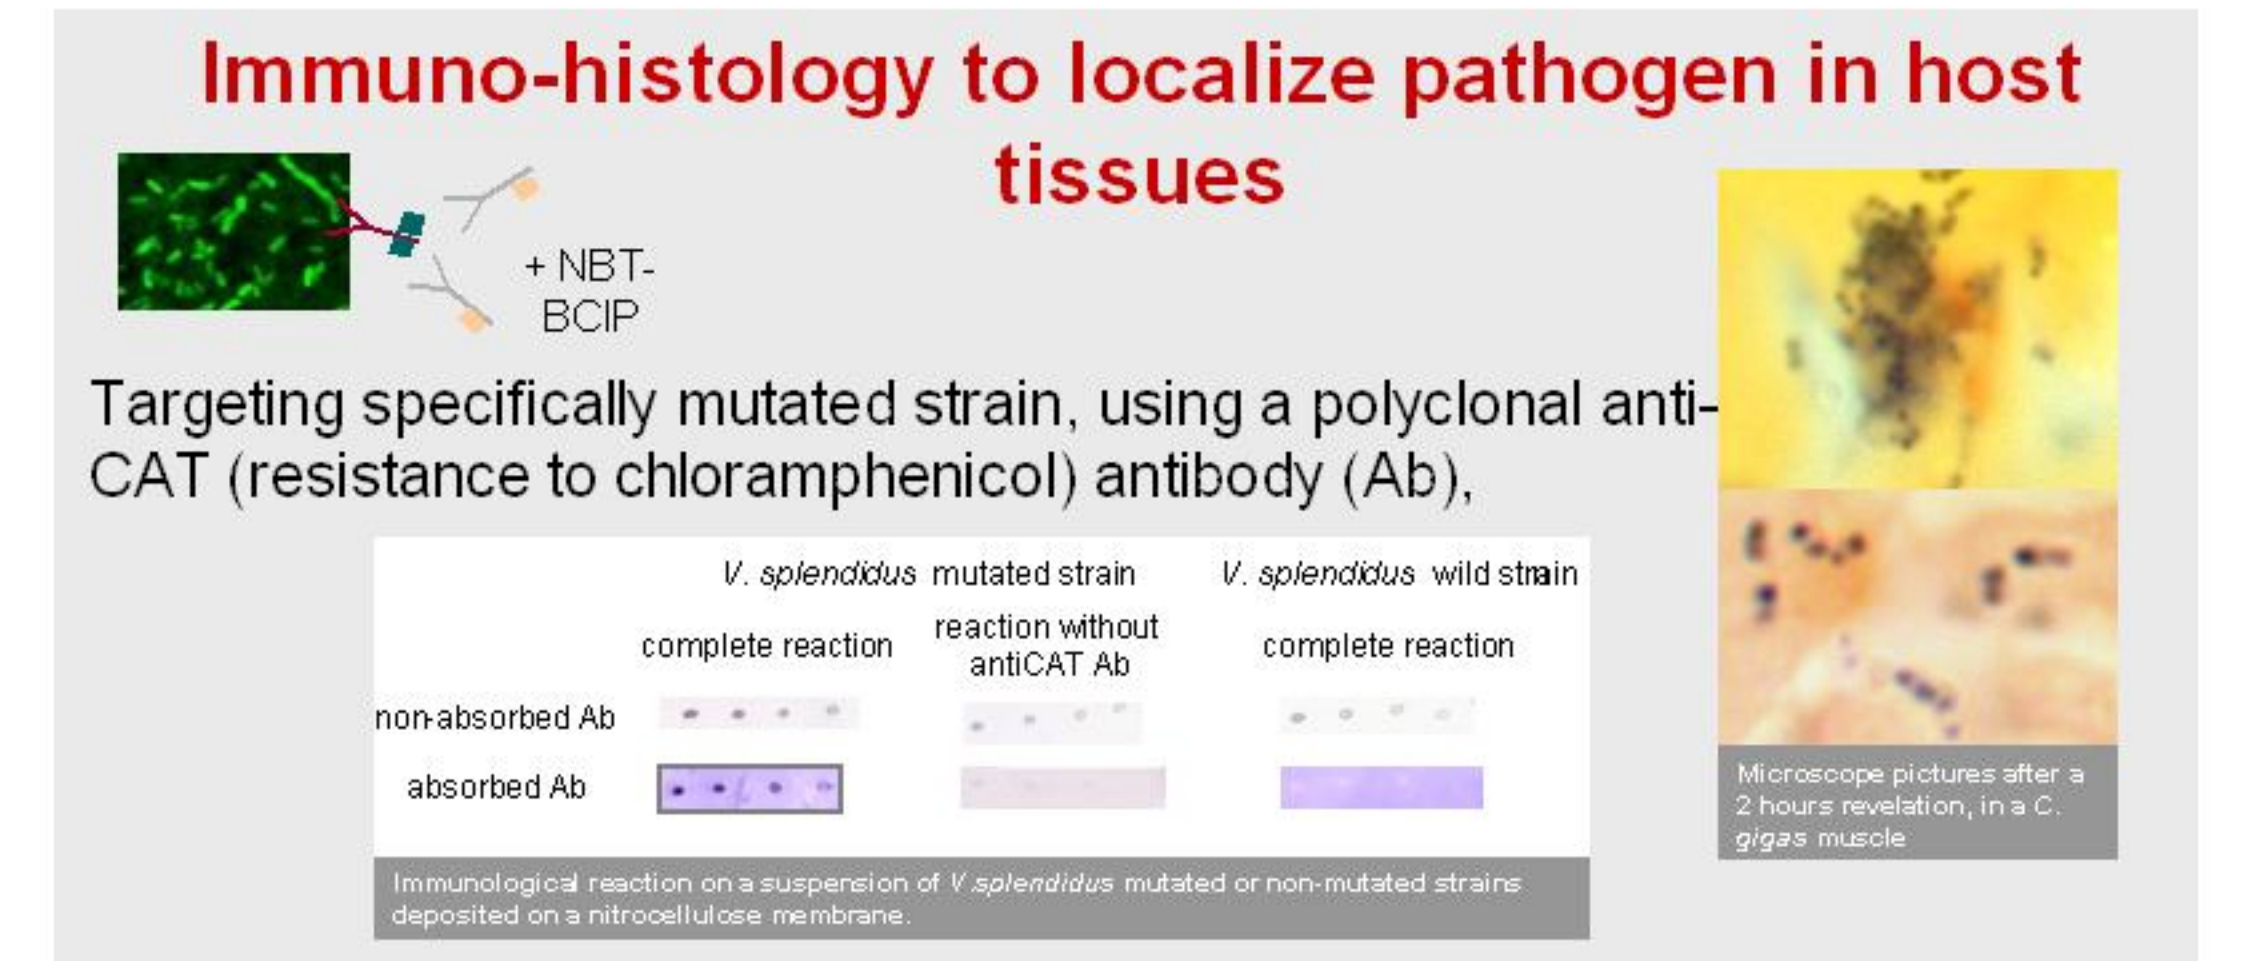 Immuno-histology to localize pathogen in host
tissues
+ NBT-
BCIP
Targeting specifically mutated strain, using a polyclonal anti-
CAT (resistance to chloramphenicol) antibody (Ab),
V. splendidus mutated strain
V. splendidus wild strain
complete reaction
reaction without
antiCAT Ab
complete reaction
non-absorbed Ab
absorbed Ab
Immunological reaction on a suspension of V.splendidus mutated or non-mutated strains
deposited on a nitrocellulose membrane.
Microscope pictures after a
2 hours revelation, in a C.
gigas muscle